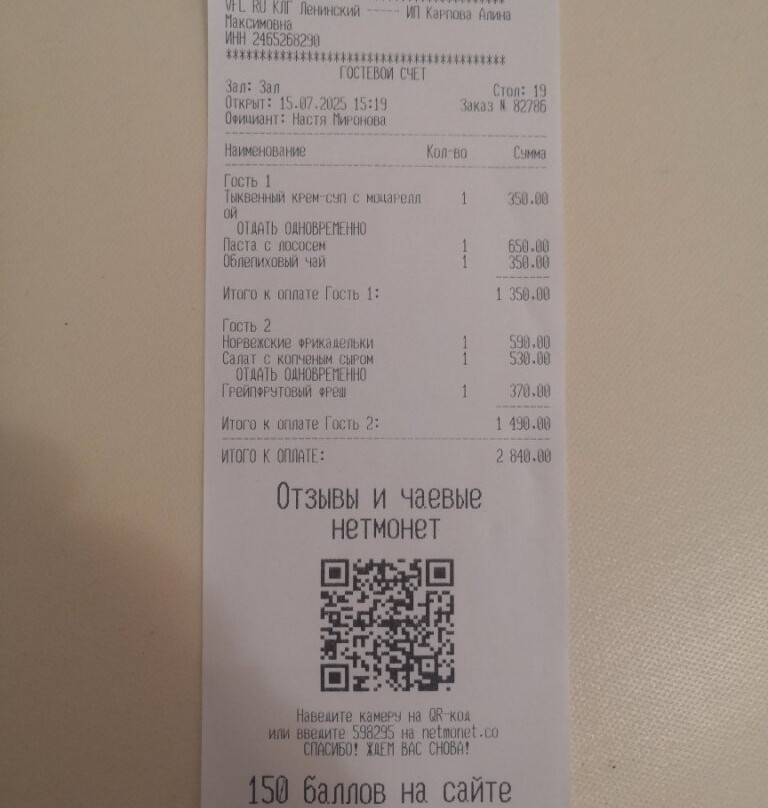 VFL RU КЛГ Ленинский ----- ИП Карпова Алина
Максимовна
ИНН 2465268290
****************************************
ГОСТЕВОЙ СЧЕТ
Зал: Зал Стол: 19
Открыт: 15.07.2025 15:19 Заказ N 82786
Официант: Настя Миронова
Наименование Кол-во Сумма
Гость 1
Тыквенный крем-суп с моцарелл 1 350.00
ой
ОТДАТЬ ОДНОВРЕМЕННО
Паста с лососем 1 650.00
Облепиховый чай 1 350.00
Итого к оплате Гость 1: 1 350.00
Гость 2
Норвежские фрикадельки 1 590.00
Салат с копченым сыром 1 530.00
ОТДАТЬ ОДНОВРЕМЕННО
Грейпфрутовый фреш 1 370.00
Итого к оплате Гость 2: 1 490.00
ИТОГО К ОПЛАТЕ: 2 840.00
Отзывы и чаевые
нетмонет
Наведите камеру на QR-код
или введите 598295 на netmonet.co
СПАСИБО! ЖДЕМ ВАС СНОВА!
150 баллов на сайте